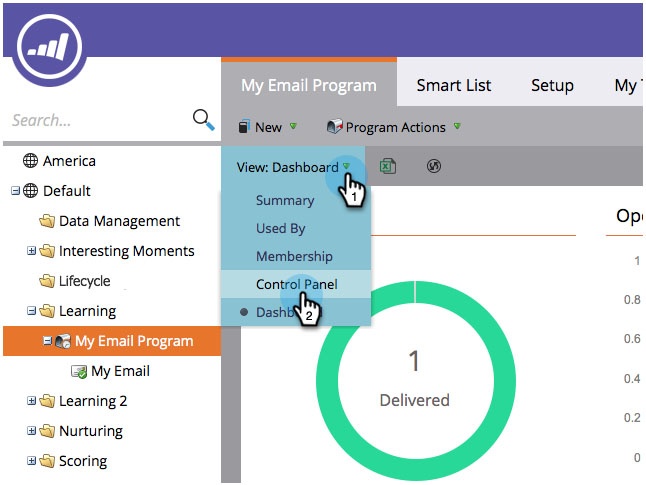 My Email Program
Smart List
Setup
My
Search...
New
Program Actions
America
Default
Data Management
Interesting Moments
Lifecycle
Learning
My Email Program
My Email
Learning 2
Nurturing
Scoring
View: Dashboard
1
Summary
Used By
Membership
Control Panel
2
Dashb
1
Delivered
Ope
1
0.8
0.6
0.4
0.2
0